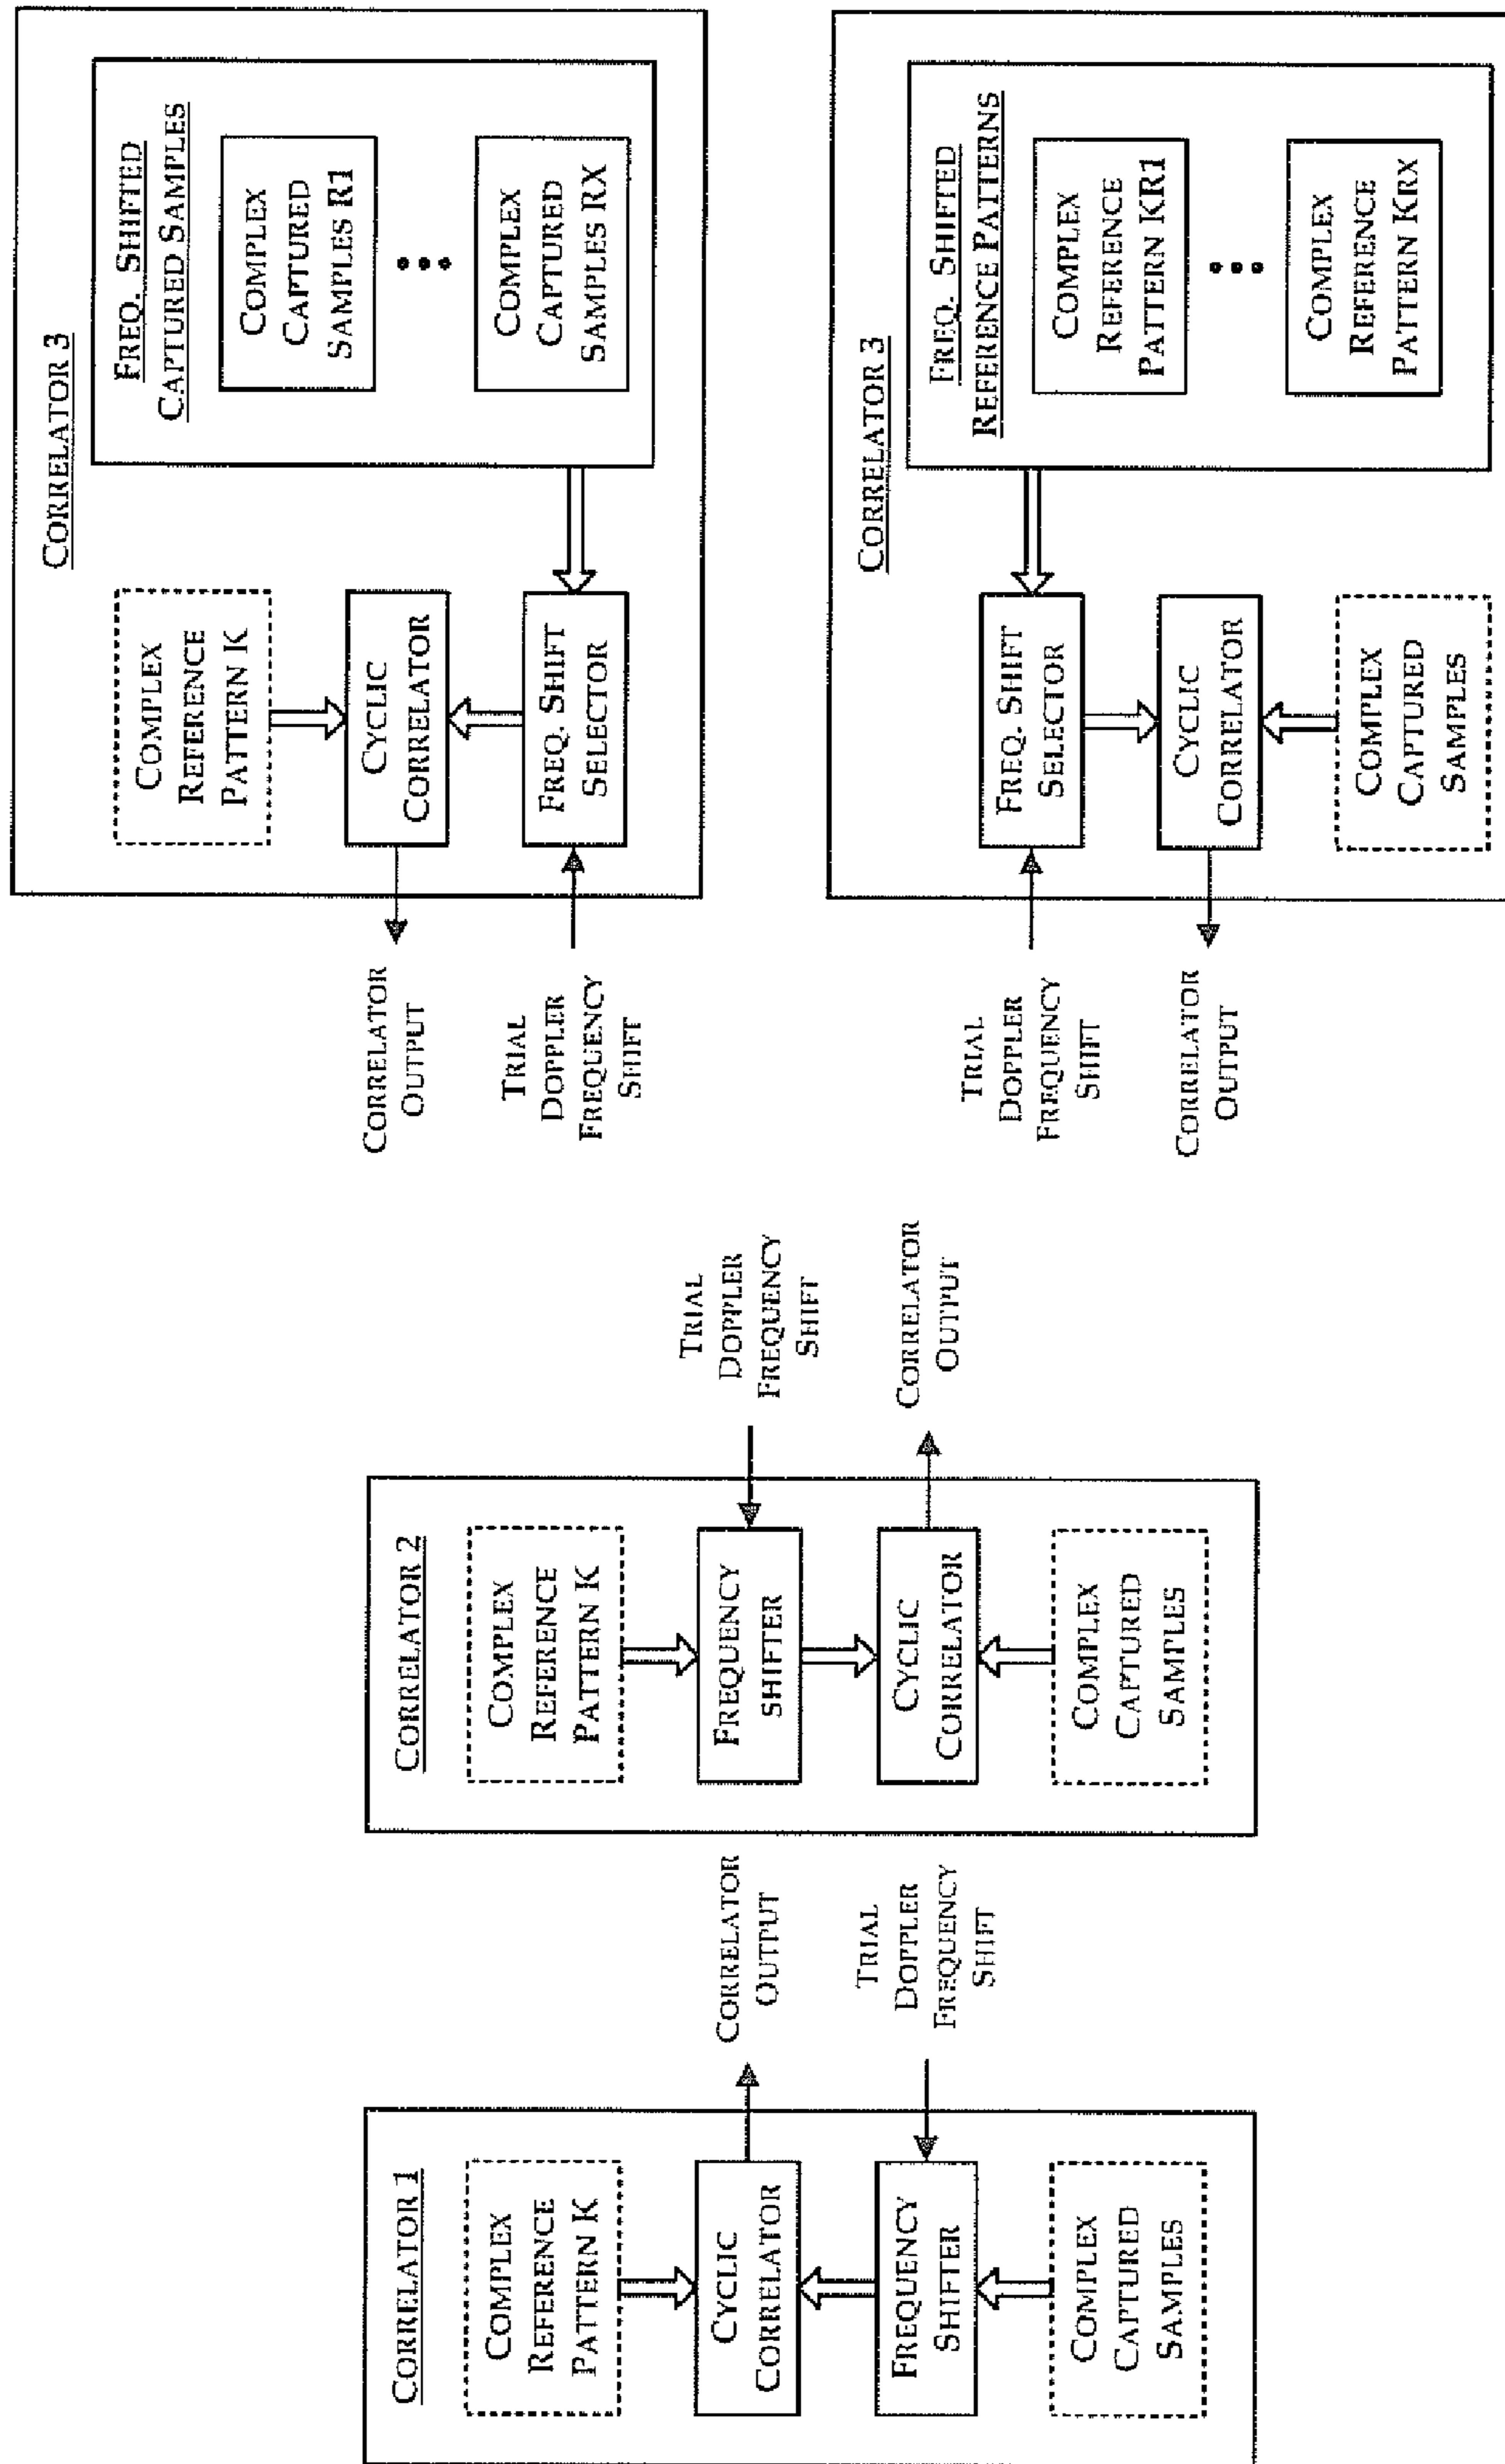 CORRELATOR 1
COMPLEX
REFERENCE
PATTERN K
CYCLIC
CORRELATOR
FREQUENCY
SHIFTER
COMPLEX
CAPTURED
SAMPLES
CORRELATOR
OUTPUT
TRIAL
DOPPLER
FREQUENCY
SHIFT
CORRELATOR 2
COMPLEX
REFERENCE
PATTERN K
FREQUENCY
SHIFTER
CYCLIC
CORRELATOR
COMPLEX
CAPTURED
SAMPLES
TRIAL
DOPPLER
FREQUENCY
SHIFT
CORRELATOR
OUTPUT
CORRELATOR 3
COMPLEX
REFERENCE
PATTERN K
CYCLIC
CORRELATOR
FREQ. SHIFT
SELECTOR
FREQ. SHIFTED
CAPTURED SAMPLES
COMPLEX
CAPTURED
SAMPLES R1
COMPLEX
CAPTURED
SAMPLES RX
CORRELATOR
OUTPUT
TRIAL
DOPPLER
FREQUENCY
SHIFT
CORRELATOR 3
FREQ. SHIFT
SELECTOR
CYCLIC
CORRELATOR
COMPLEX
CAPTURED
SAMPLES
FREQ. SHIFTED
REFERENCE PATTERNS
COMPLEX
REFERENCE
PATTERN KR1
COMPLEX
REFERENCE
PATTERN KRX
TRIAL
DOPPLER
FREQUENCY
SHIFT
CORRELATOR
OUTPUT